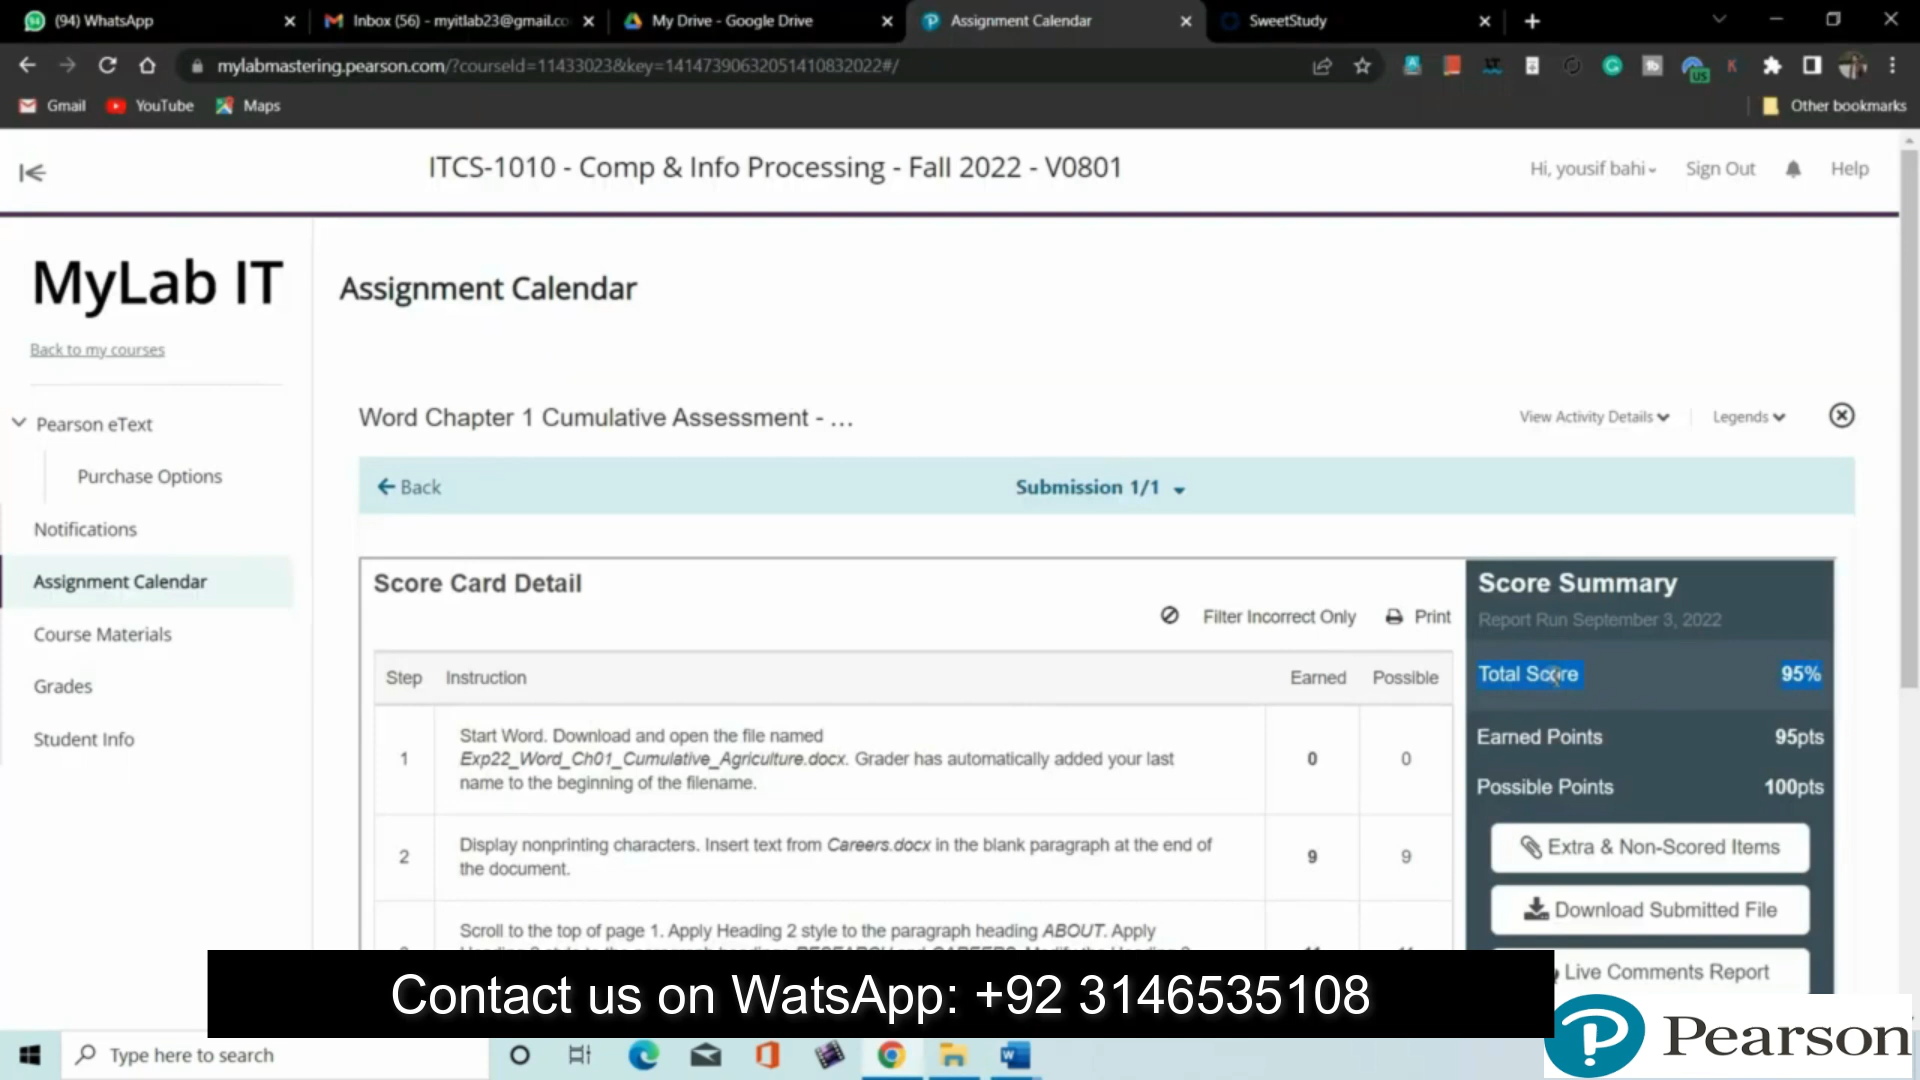 (94) WhatsApp
Inbox (56) - myitlab23@gmail.co
My Drive - Google Drive
Assignment Calendar
SweetStudy
mylabmastering.pearson.com/?courseId=11433023&key=14147390632051410832022#/
Gmail
YouTube
Maps
Other bookmarks
ITCS-1010 - Comp & Info Processing - Fall 2022 - V0801
Hi, yousif bahi
Sign Out
Help
MyLab IT
Back to my courses
Pearson eText
Purchase Options
Notifications
Assignment Calendar
Course Materials
Grades
Student Info
Assignment Calendar
Word Chapter 1 Cumulative Assessment - ...
View Activity Details
Legends
Back
Submission 1/1
Score Card Detail
Filter Incorrect Only
Print
Step Instruction Earned Possible
1 Start Word. Download and open the file named
Exp22_Word_Ch01_Cumulative_Agriculture.docx. Grader has automatically added your last
name to the beginning of the filename.
0 0
2 Display nonprinting characters. Insert text from Careers.docx in the blank paragraph at the end of
the document.
9 9
Scroll to the top of page 1. Apply Heading 2 style to the paragraph heading ABOUT. Apply
Score Summary
Report Run September 3, 2022
Total Score 95%
Earned Points 95pts
Possible Points 100pts
Extra & Non-Scored Items
Download Submitted File
Live Comments Report
Contact us on WatsApp: +92 3146535108
Pearson
Type here to search